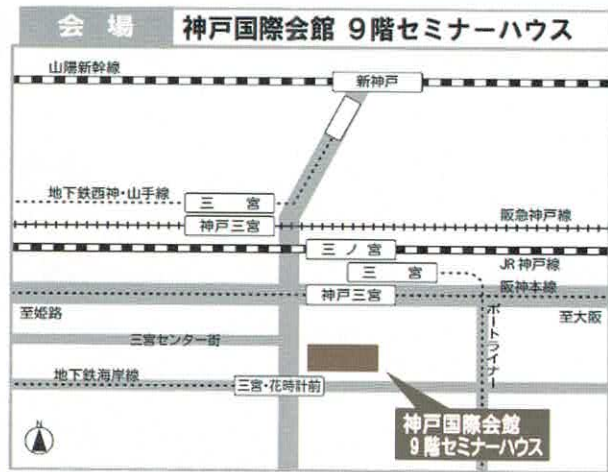 会場 神戸国際会館 9階セミナーハウス
山陽新幹線
新神戸
地下鉄西神・山手線
三宮
神戸三宮
阪急神戸線
三ノ宮
三宮
JR神戸線
神戸三宮
阪神本線
至姫路
ポートライナー
至大阪
三宮センター街
地下鉄海岸線
三宮・花時計前
神戸国際会館
9階セミナーハウス
N